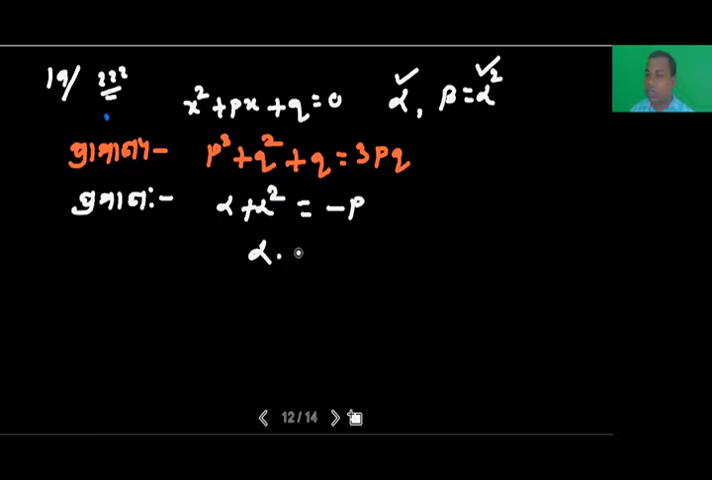 19/ ??? x²+px+q=0 α, β=α²
প্রমাণ্য- p³+q²+q=3pq
প্রমাণ:- α+α²=-p
α.
12/14